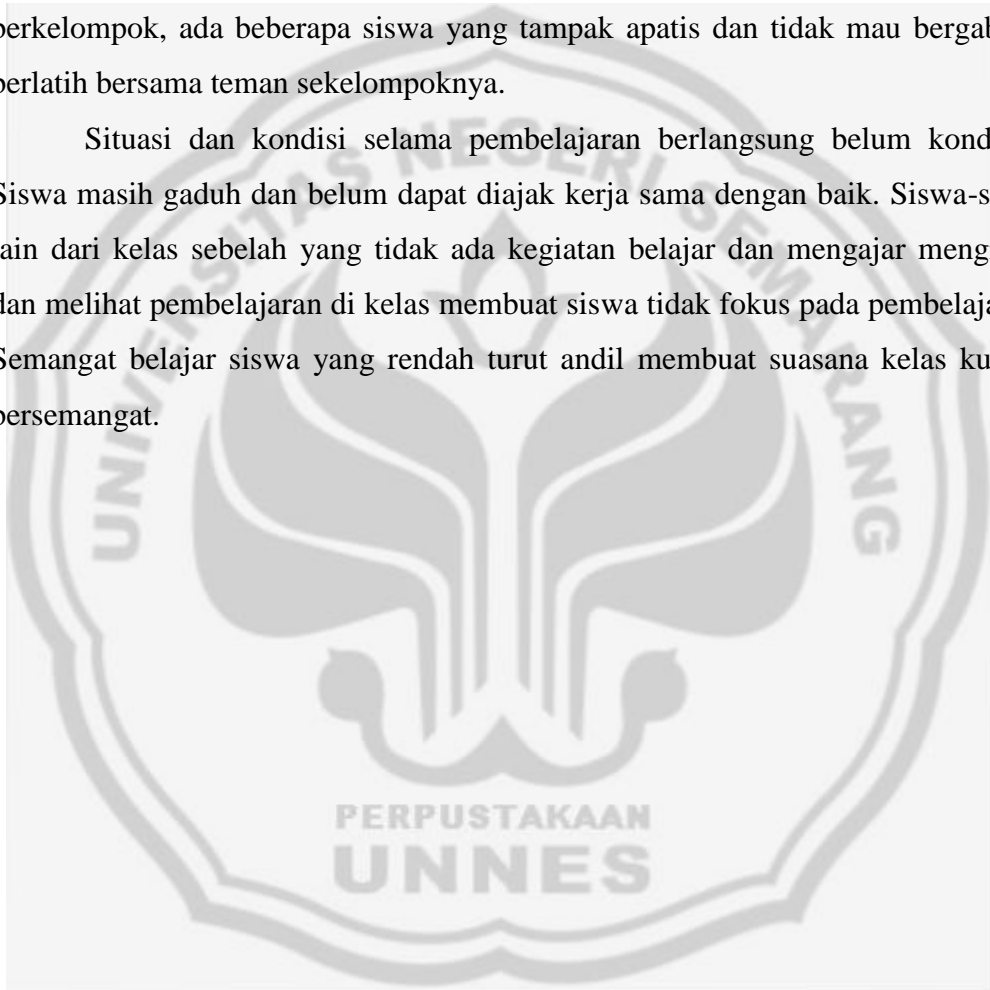 berkelompok, ada beberapa siswa yang tampak apatis dan tidak mau bergab
berlatih bersama teman sekelompoknya.
Situasi dan kondisi selama pembelajaran berlangsung belum kond
Siswa masih gaduh dan belum dapat diajak kerja sama dengan baik. Siswa-s
lain dari kelas sebelah yang tidak ada kegiatan belajar dan mengajar meng
dan melihat pembelajaran di kelas membuat siswa tidak fokus pada pembelaja
Semangat belajar siswa yang rendah turut andil membuat suasana kelas ku
bersemangat.
UNIVERSITAS NEGERI SEMARANG
PERPUSTAKAAN
UNNES